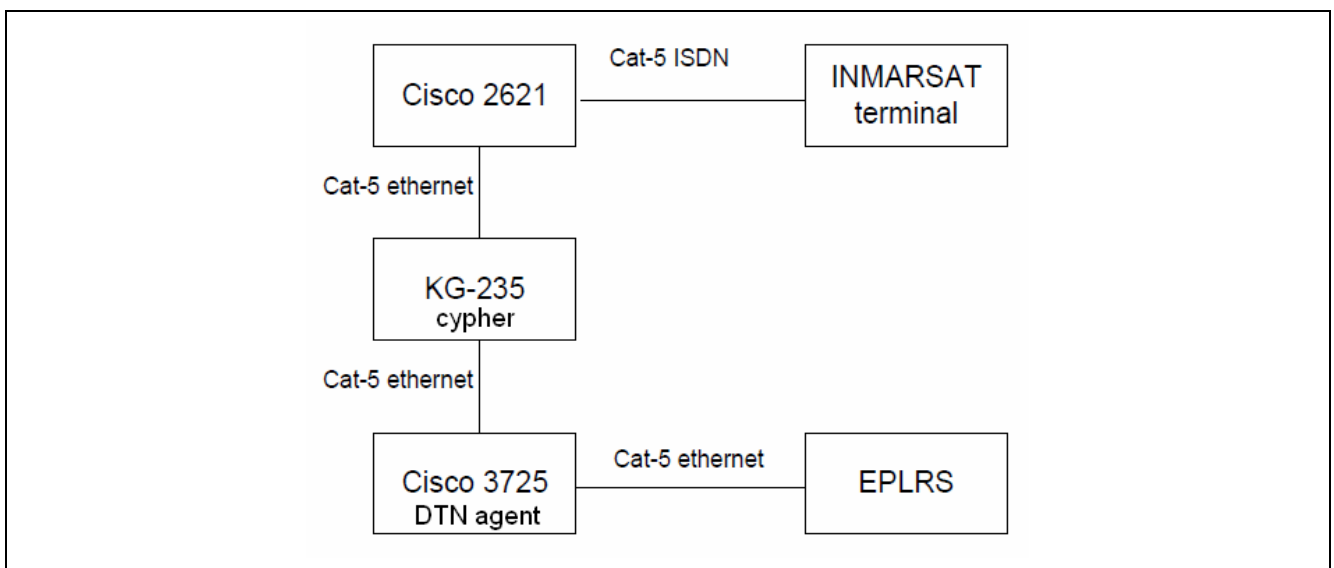 Cat-5 ISDN
Cisco 2621
INMARSAT
terminal
Cat-5 ethernet
KG-235
cypher
Cat-5 ethernet
Cisco 3725
DTN agent
Cat-5 ethernet
EPLRS